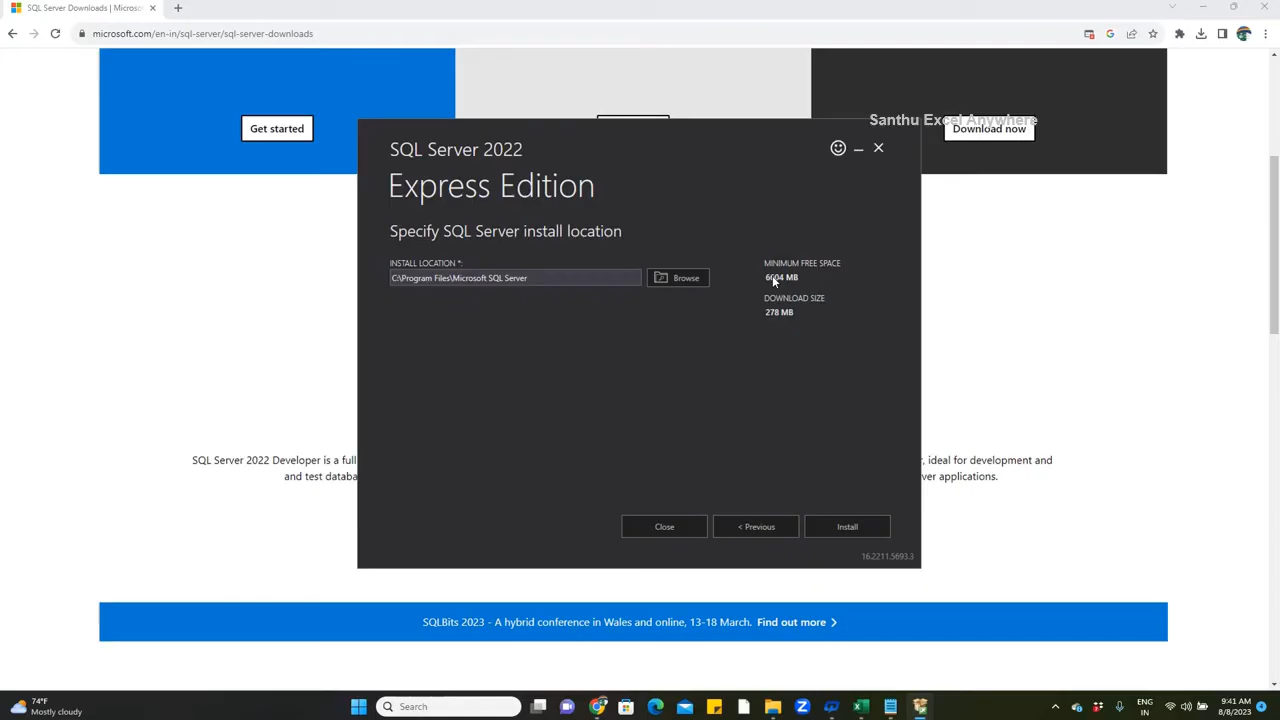 SQL Server Downloads | Microsof
microsoft.com/en-in/sql-server/sql-server-downloads
Get started
Download now
Santhu Excel Anywhere
SQL Server 2022
Express Edition
Specify SQL Server install location
INSTALL LOCATION *:
C:\Program Files\Microsoft SQL Server
Browse
MINIMUM FREE SPACE
MB
DOWNLOAD SIZE
278 MB
SQL Server 2022 Developer is a full
, ideal for development and
and test databa
ver applications.
Close
< Previous
Install
16.2211.5693.3
SQLBits 2023 - A hybrid conference in Wales and online, 13-18 March. Find out more
74°F
Mostly cloudy
Search
ENG
IN
9:41 AM
8/8/2023